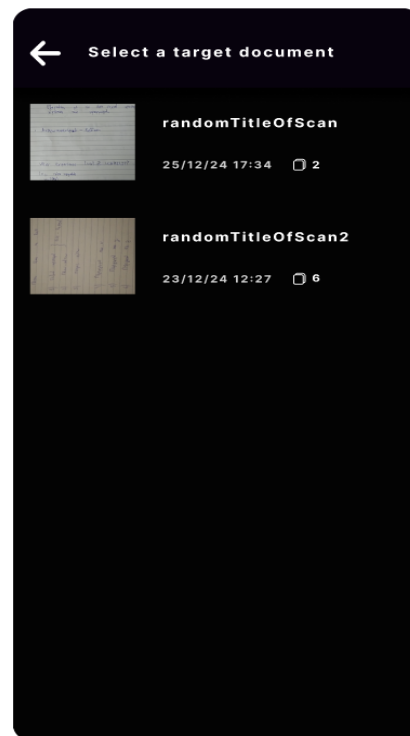 Select a target document
randomTitleOfScan
25/12/24 17:34 2
randomTitleOfScan2
23/12/24 12:27 6